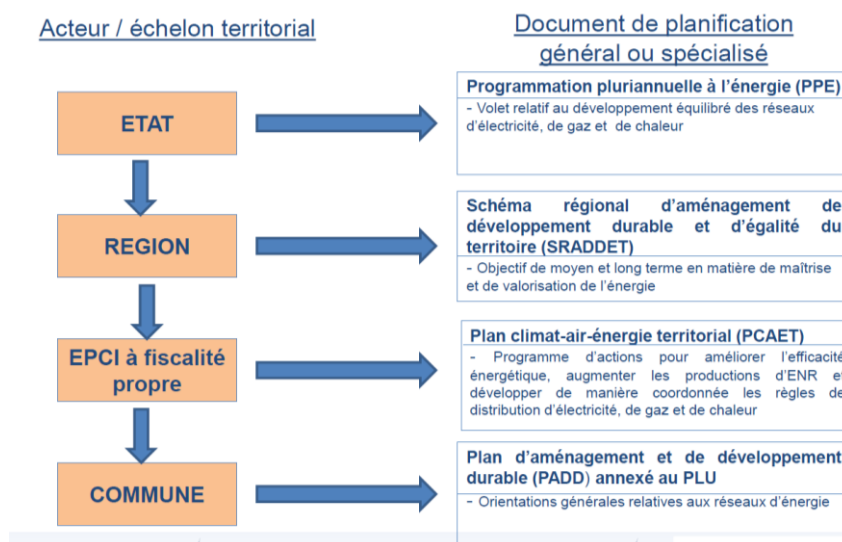 Acteur / échelon territorial
Document de planification
général ou spécialisé
ETAT
Programmation pluriannuelle à l'énergie (PPE)
- Volet relatif au développement équilibré des réseaux
d'électricité, de gaz et de chaleur
REGION
Schéma régional d'aménagement de
développement durable et d'égalité du
territoire (SRADDET)
- Objectif de moyen et long terme en matière de maîtrise
et de valorisation de l'énergie
EPCI à fiscalité
propre
Plan climat-air-énergie territorial (PCAET)
- Programme d'actions pour améliorer l'efficacité
énergétique, augmenter les productions d'ENR et
développer de manière coordonnée les règles de
distribution d'électricité, de gaz et de chaleur
COMMUNE
Plan d'aménagement et de développement
durable (PADD) annexé au PLU
- Orientations générales relatives aux réseaux d'énergie